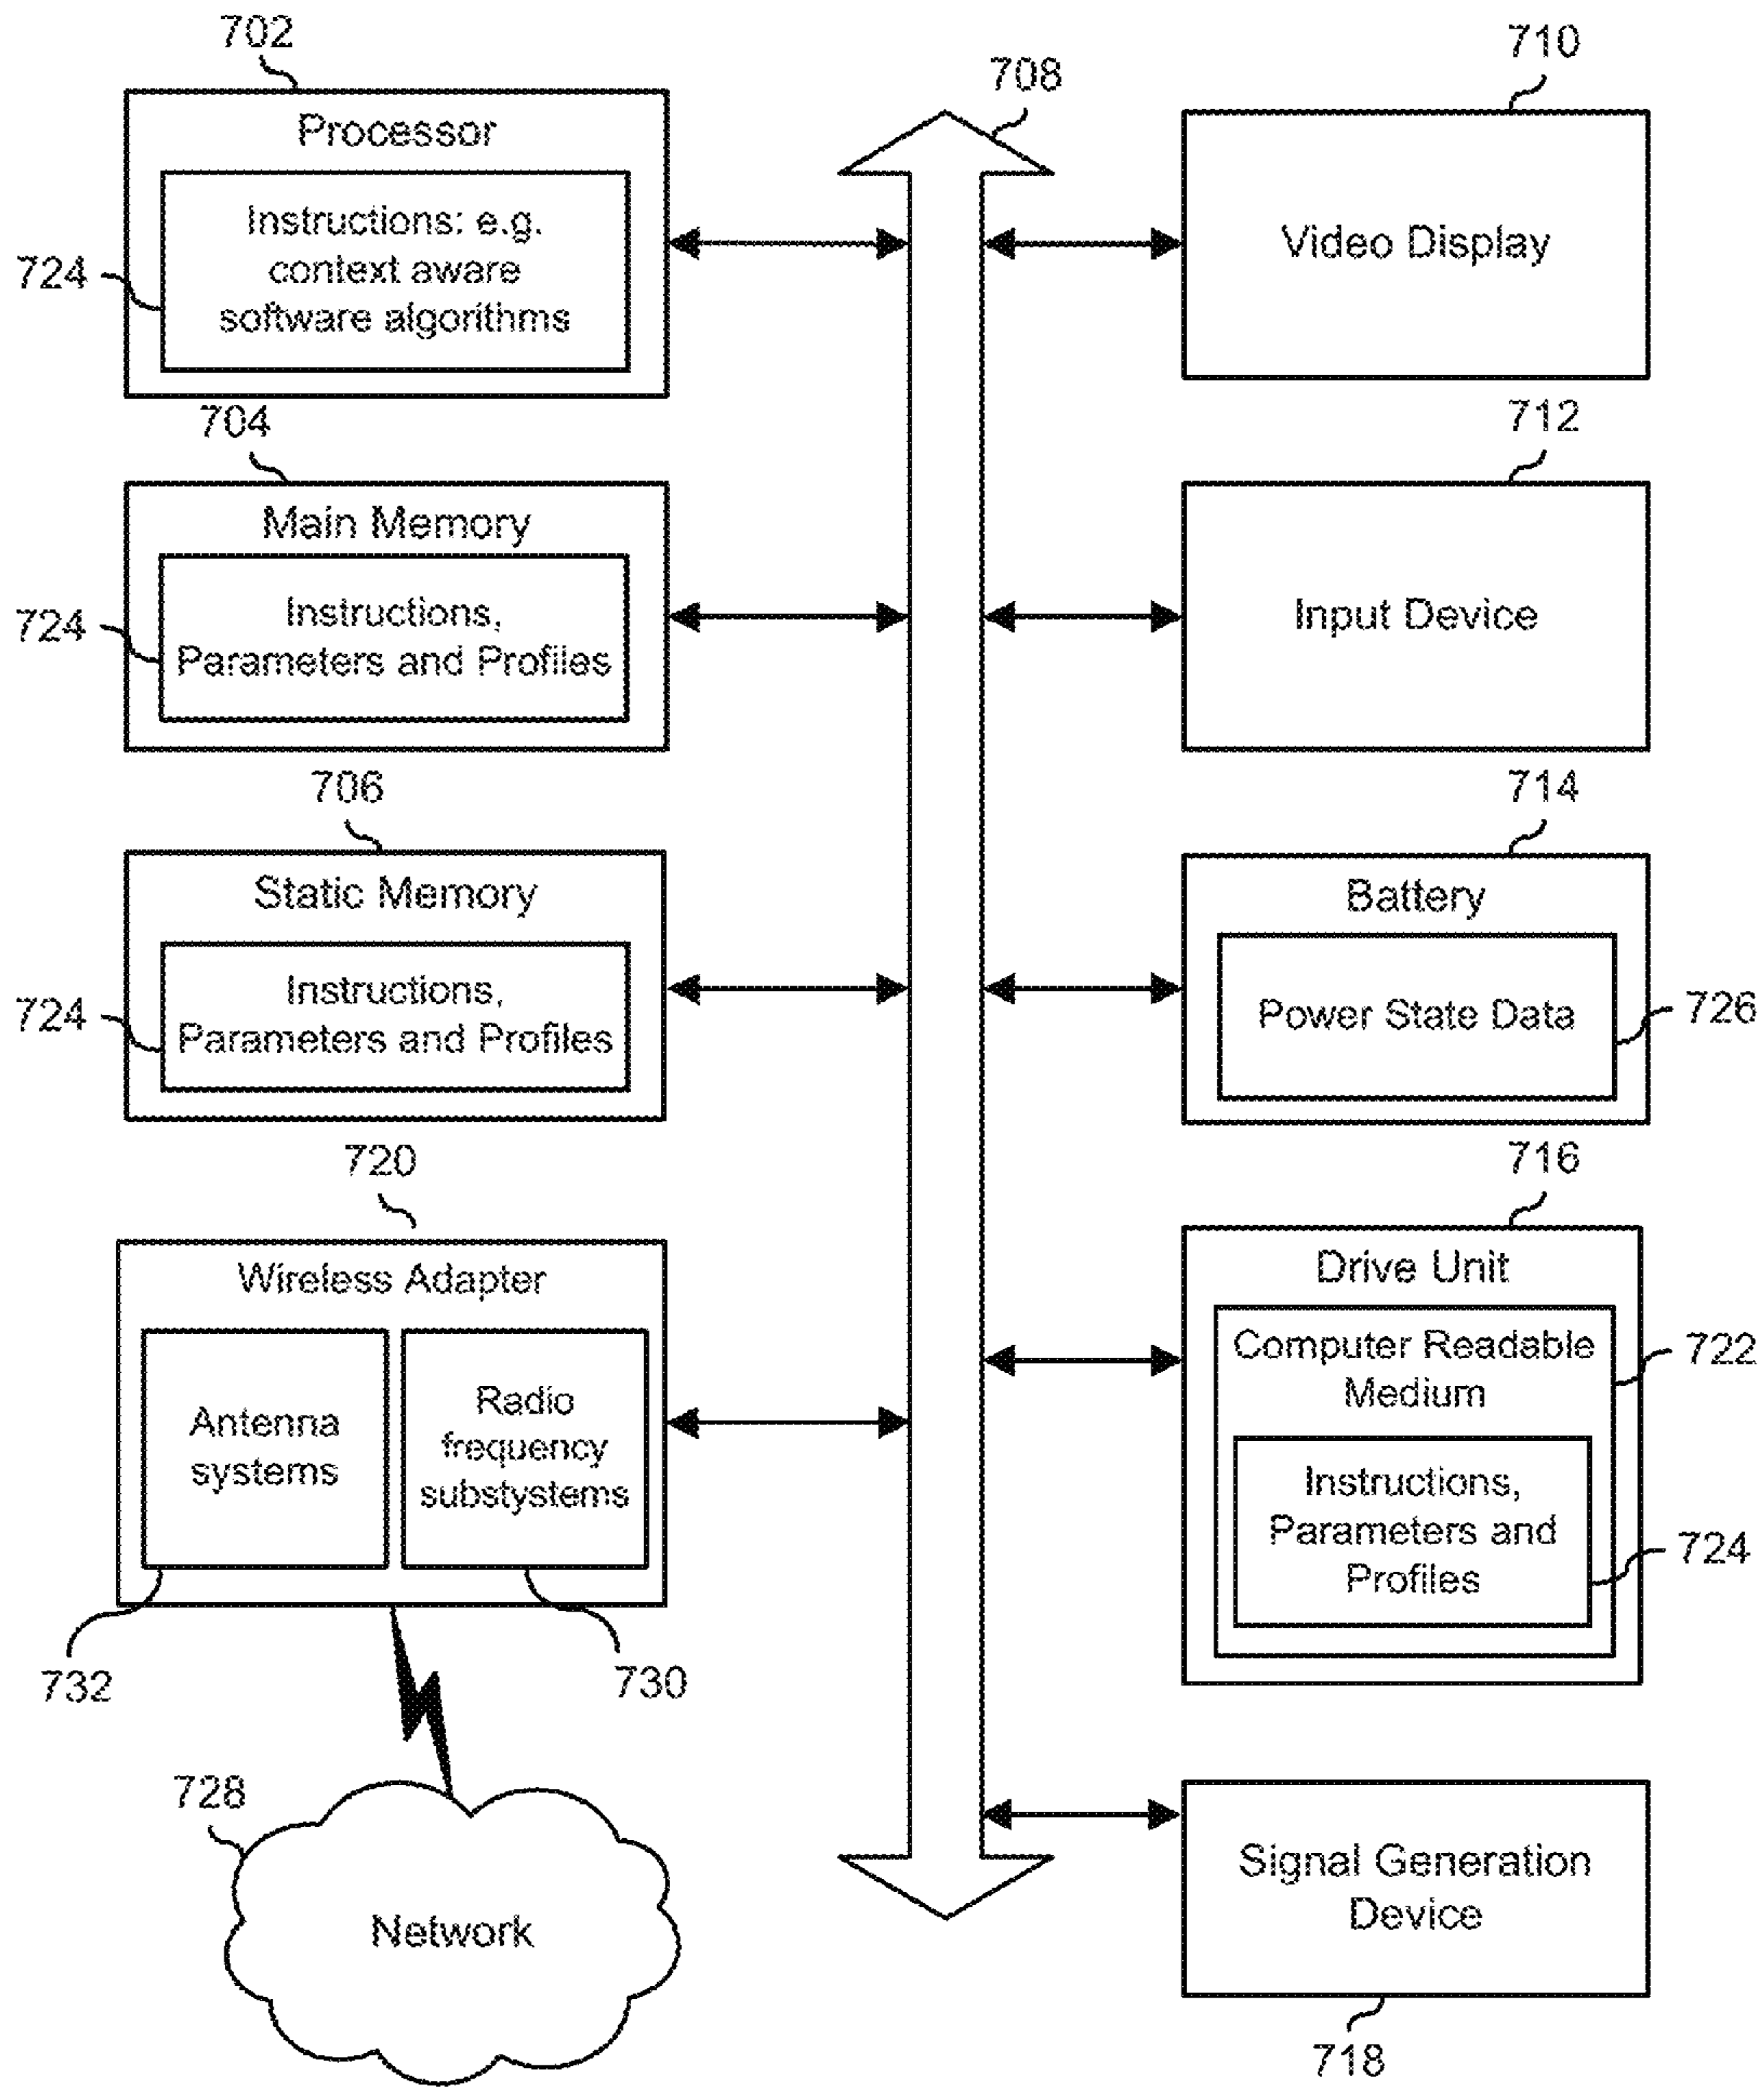 702
Processor
724
Instructions: e.g.
context aware
software algorithms
704
Main Memory
724
Instructions,
Parameters and Profiles
706
Static Memory
724
Instructions,
Parameters and Profiles
720
Wireless Adapter
Antenna
systems
Radio
frequency
substystems
732
730
728
Network
708
710
Video Display
712
Input Device
714
Battery
Power State Data
726
716
Drive Unit
Computer Readable
Medium
722
Instructions,
Parameters and
Profiles
724
Signal Generation
Device
718